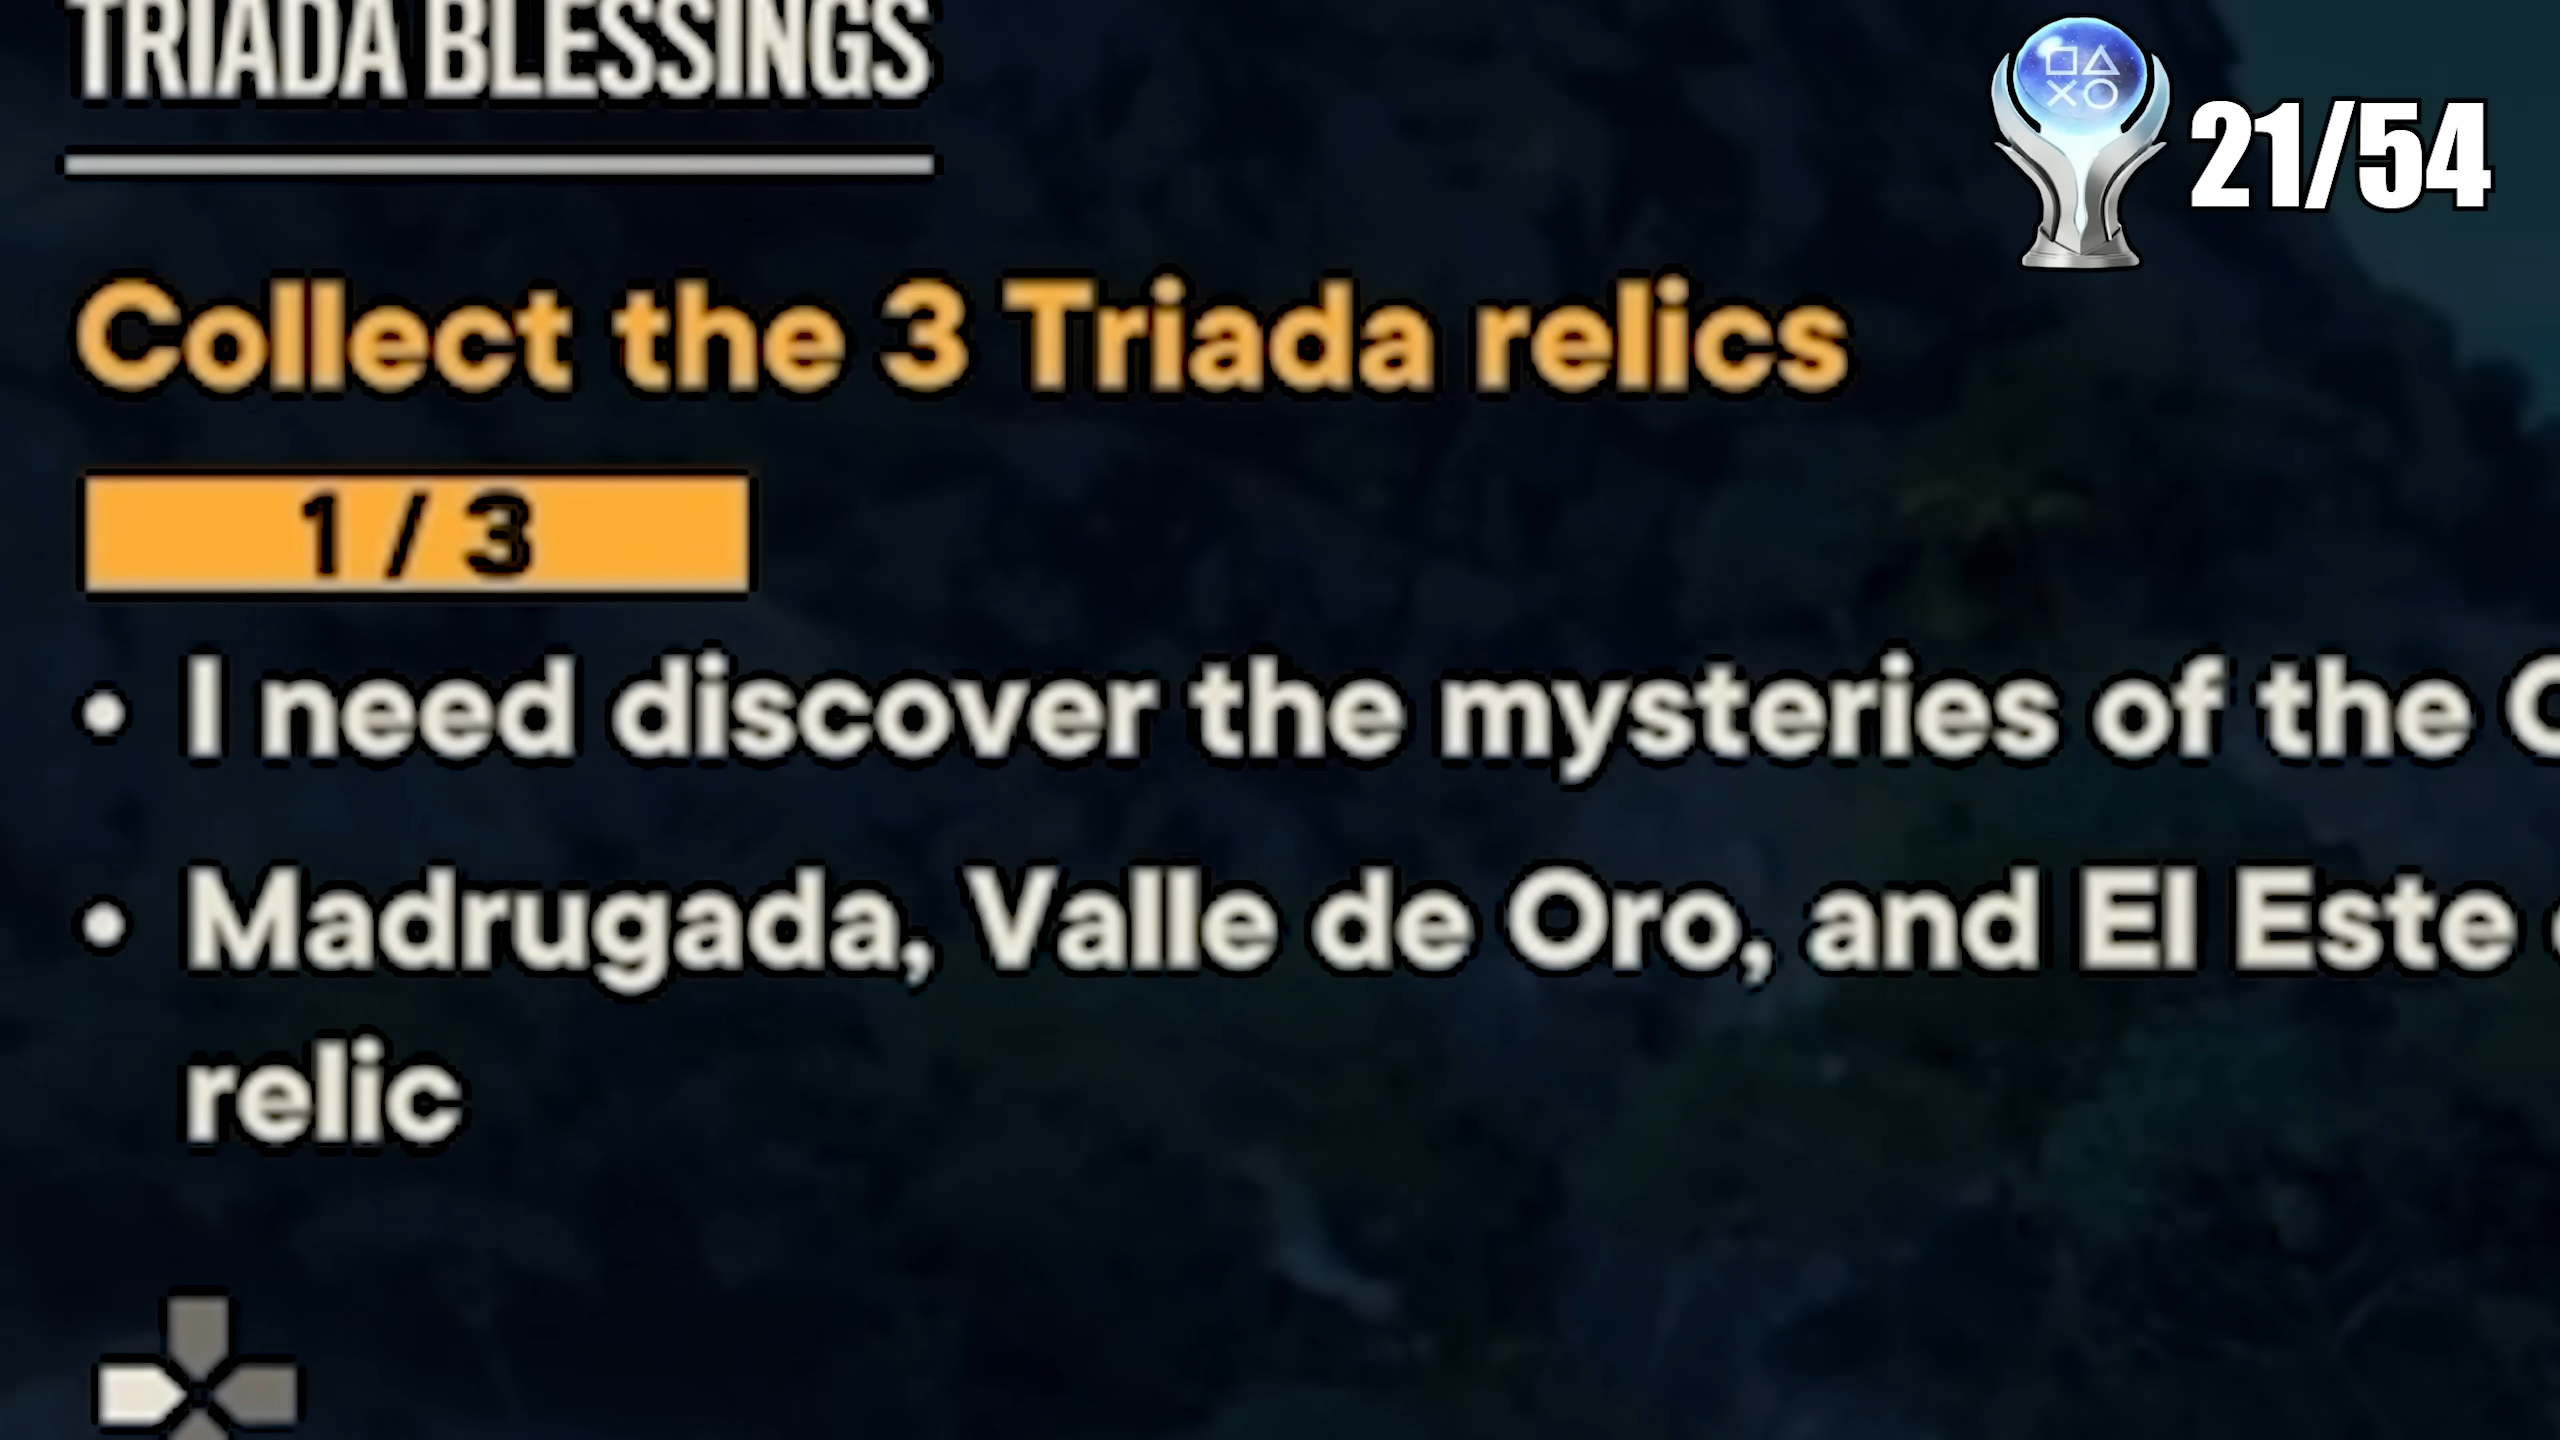 TRIADA BLESSINGS
21/54
Collect the 3 Triada relics
1 / 3
• I need discover the mysteries of the
• Madrugada, Valle de Oro, and El Este
relic